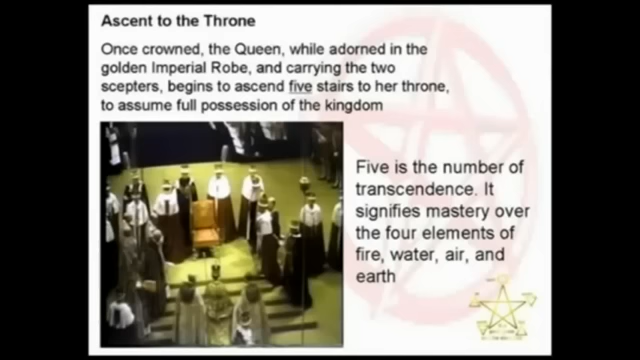 Ascent to the Throne
Once crowned, the Queen, while adorned in the
golden Imperial Robe, and carrying the two
scepters, begins to ascend five stairs to her throne,
to assume full possession of the kingdom
Five is the number of
transcendence. It
signifies mastery over
the four elements of
fire, water, air, and
earth